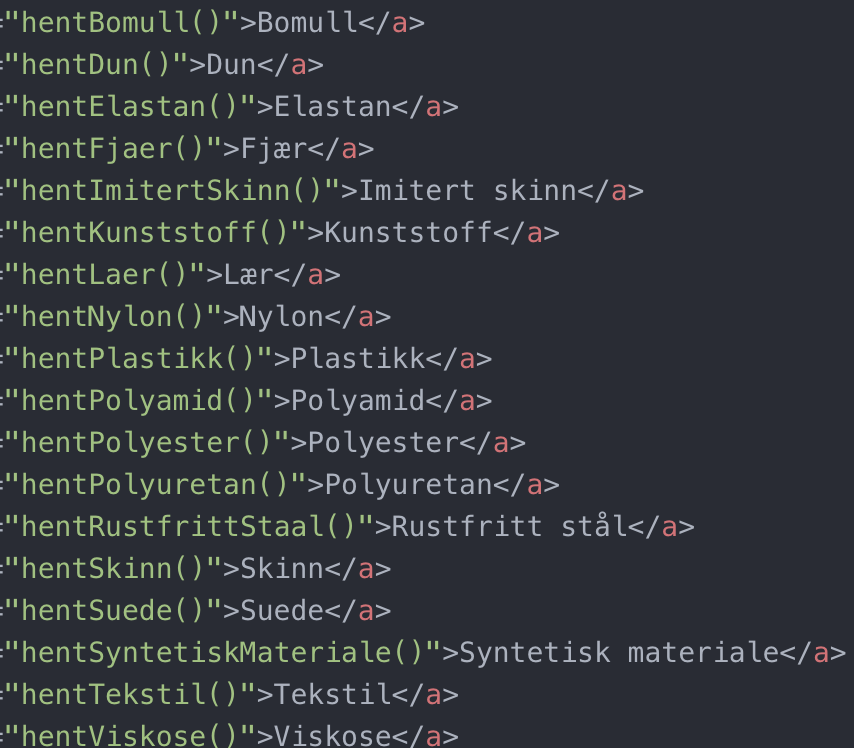 ="hentBomull()">Bomull</a>
="hentDun()">Dun</a>
="hentElastan()">Elastan</a>
="hentFjaer()">Fjær</a>
="hentImitertSkinn()">Imitert skinn</a>
="hentKunststoff()">Kunststoff</a>
="hentLaer()">Lær</a>
="hentNylon()">Nylon</a>
="hentPlastikk()">Plastikk</a>
="hentPolyamid()">Polyamid</a>
="hentPolyester()">Polyester</a>
="hentPolyuretan()">Polyuretan</a>
="hentRustfrittStaal()">Rustfritt stål</a>
="hentSkinn()">Skinn</a>
="hentSuede()">Suede</a>
="hentSyntetiskMateriale()">Syntetisk materiale</a>
="hentTekstil()">Tekstil</a>
="hentViskose()">Viskose</a>